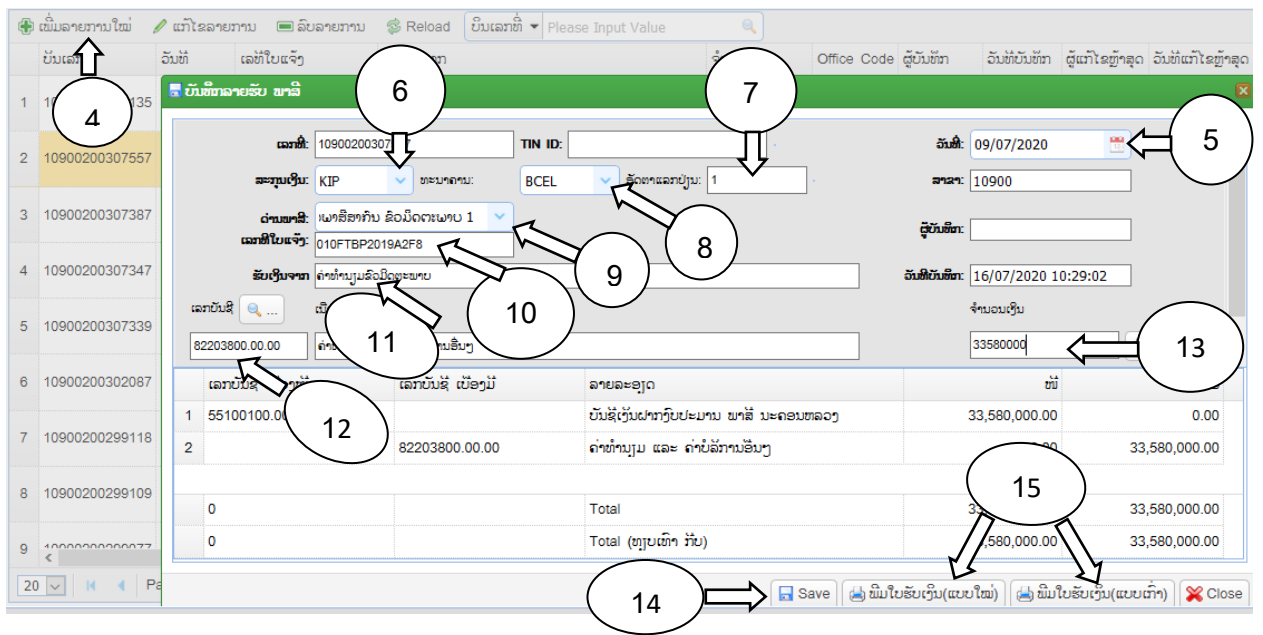 ເພີ່ມລາຍການໃໝ່ ແກ້ໄຂລາຍການ ລຶບລາຍການ Reload ບິນເລກທີ່ Please Input Value
ວັນທີ ເລທີໃບແຈ້ງ Office Code ຜູ້ບັນທຶກ ວັນທີບັນທຶກ ຜູ້ແກ້ໄຂຫຼ້າສຸດ ວັນທີແກ້ໄຂຫຼ້າສຸດ
4 6 7 5
ບັນທຶກລາຍຮັບ ພາສີ
1 135
ເລກທີ່: TIN ID: ວັນທີ່: 09/07/2020
2 10900200307557
ສະກຸນເງິນ: KIP ທະນາຄານ: BCEL ອັດຕາແລກປ່ຽນ: 1 ສາຂາ: 10900
3 10900200307387
ດ່ານພາສີ: ພາສີສາກົນ ຂົວມິດຕະພາບ 1 ຜູ້ບັນທຶກ:
ເລກທີໃບແຈ້ງ: 010FTBP2019A2F8
8 9
4 10900200307347
ຮັບເງິນຈາກ ຄ່າທໍານຽມຂົວມິດຕະພາບ ວັນທີບັນທຶກ: 16/07/2020 10:29:02
10 11
ເລກບັນຊີ ... ຈໍານວນເງິນ
5 10900200307339
82203800.00.00 33580000 13
12
6 10900200302087
ເລກບັນຊີ ເບື້ອງມີ ລາຍລະອຽດ ໜີ້
1 55100100.00 ບັນຊີເງິນຝາກງົບປະມານ ພາສີ ນະຄອນຫລວງ 33,580,000.00 0.00
7 10900200299118
2 82203800.00.00 ຄ່າທໍານຽມ ແລະ ຄ່າບໍລິການອື່ນໆ 33,580,000.00
15
8 10900200299109
0 Total 33,580,000.00
9
0 Total (ທຽບເທົ່າ ກີບ) 33,580,000.00
20
14 Save ພິມໃບຮັບເງິນ(ແບບໃໝ່) ພິມໃບຮັບເງິນ(ແບບເກົ່າ) Close